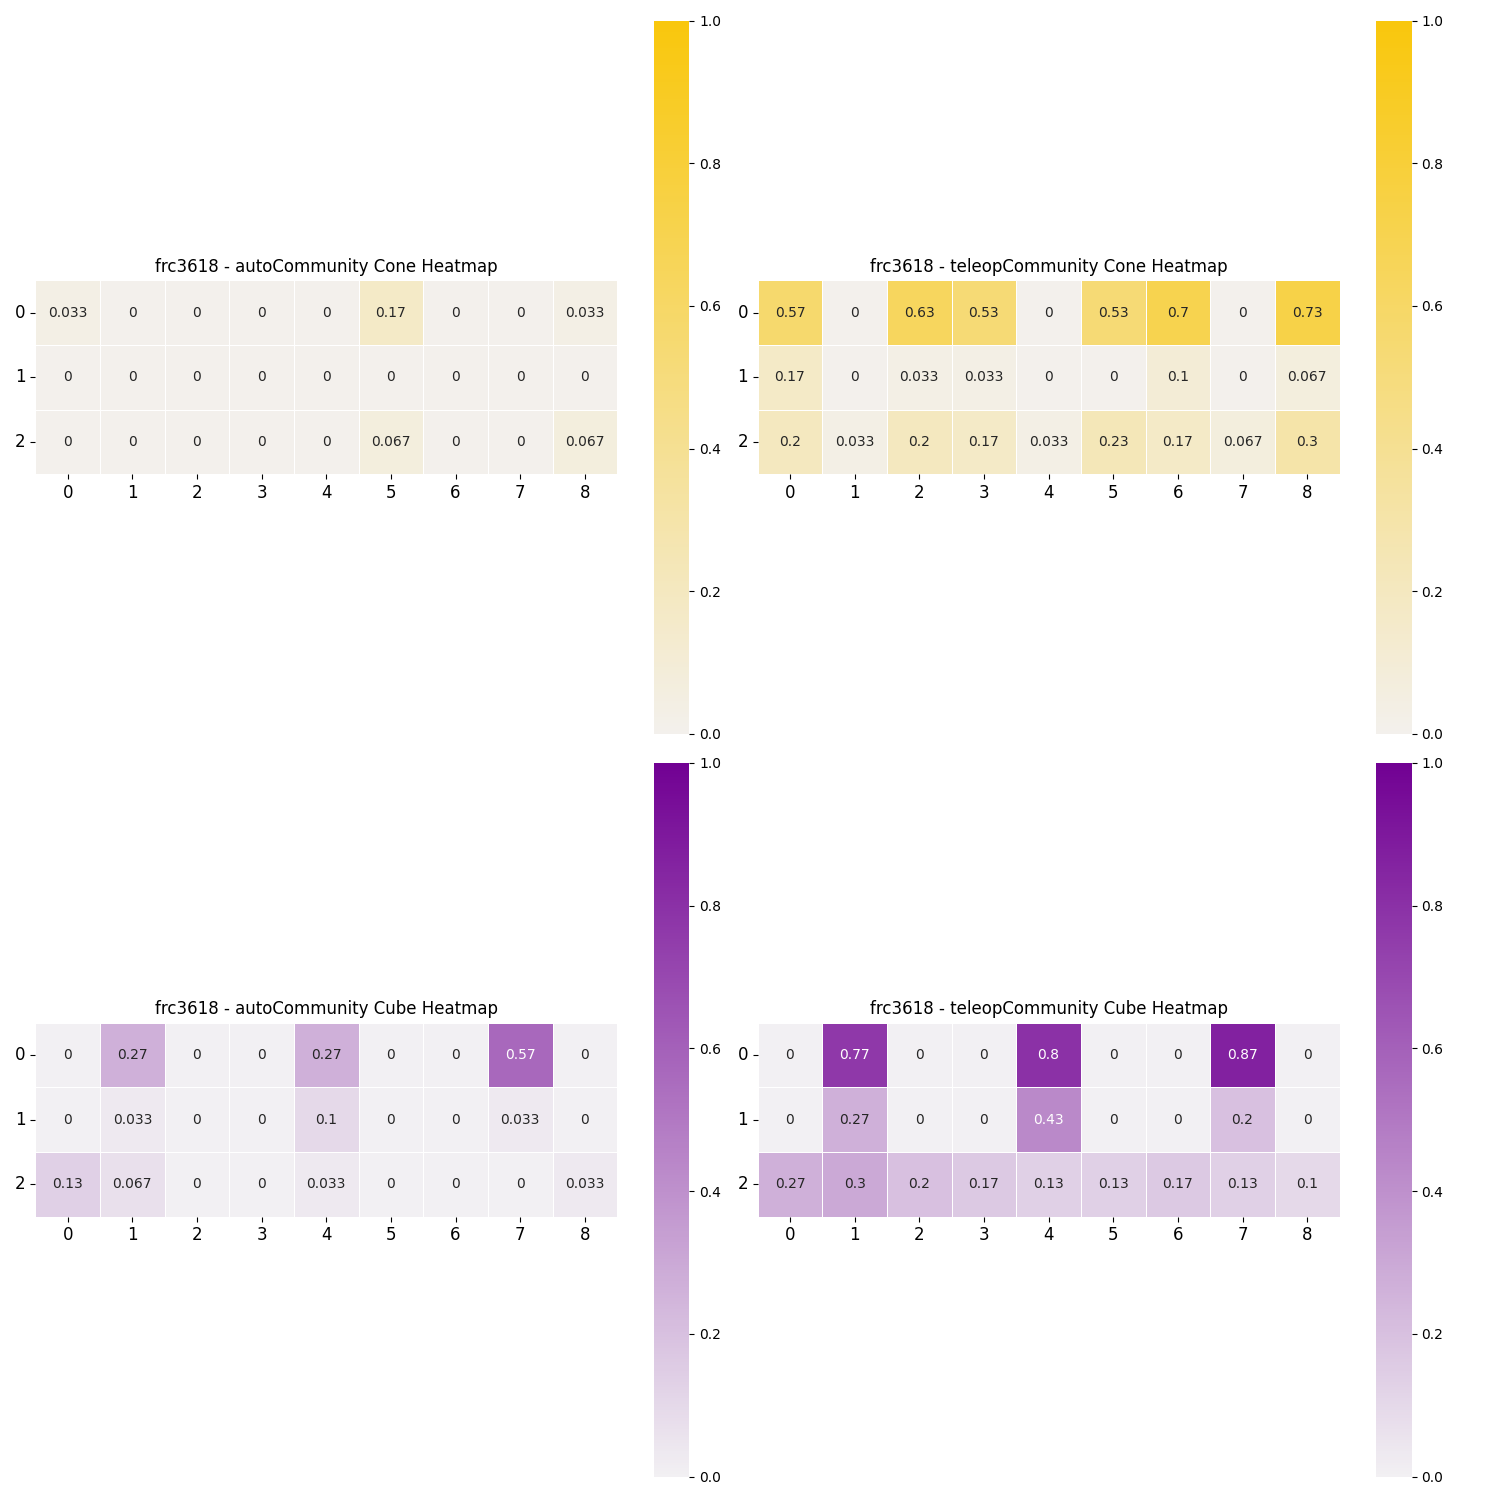 frc3618 - autoCommunity Cone Heatmap
0 0.033 0 0 0 0 0.17 0 0 0.033
1 0 0 0 0 0 0 0 0 0
2 0 0 0 0 0 0.067 0 0 0.067
0 1 2 3 4 5 6 7 8
1.0
0.8
0.6
0.4
0.2
0.0
frc3618 - teleopCommunity Cone Heatmap
0.57 0 0.63 0.53 0 0.53 0.7 0 0.73
0.17 0 0.033 0.033 0 0 0.1 0 0.067
0.2 0.033 0.2 0.17 0.033 0.23 0.17 0.067 0.3
0 1 2 3 4 5 6 7 8
1.0
0.8
0.6
0.4
0.2
0.0
frc3618 - autoCommunity Cube Heatmap
0 0 0.27 0 0 0.27 0 0 0.57 0
1 0 0.033 0 0 0.1 0 0 0.033 0
2 0.13 0.067 0 0 0.033 0 0 0 0.033
0 1 2 3 4 5 6 7 8
1.0
0.8
0.6
0.4
0.2
0.0
frc3618 - teleopCommunity Cube Heatmap
0 0 0.77 0 0 0.8 0 0 0.87 0
1 0 0.27 0 0 0.43 0 0 0.2 0
2 0.27 0.3 0.2 0.17 0.13 0.13 0.17 0.13 0.1
0 1 2 3 4 5 6 7 8
1.0
0.8
0.6
0.4
0.2
0.0